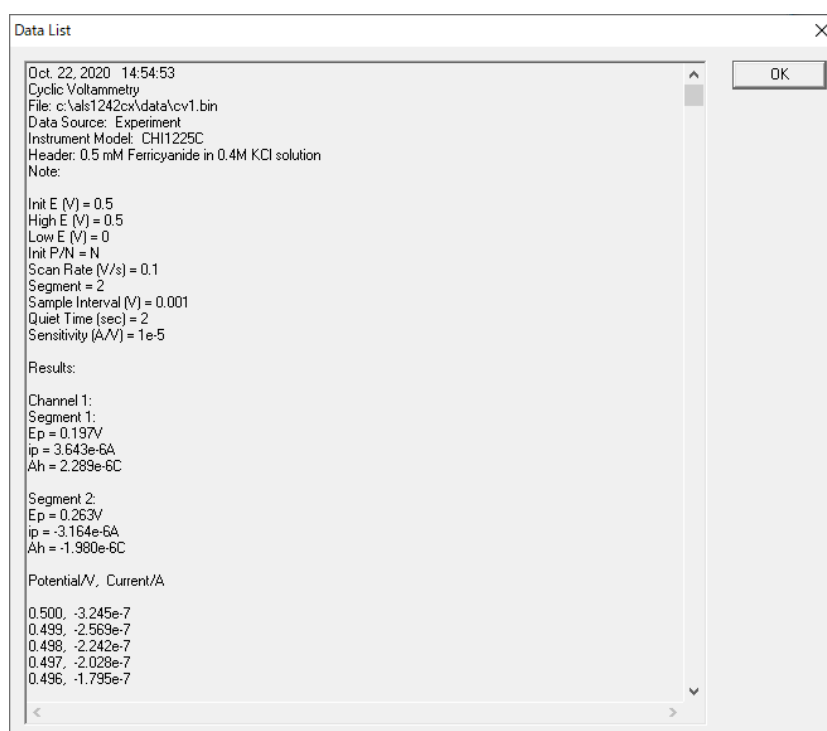 Data List
OK
Oct. 22, 2020   14:54:53
Cyclic Voltammetry
File: c:\als1242cx\data\cv1.bin
Data Source:  Experiment
Instrument Model:  CHI1225C
Header: 0.5 mM Ferricyanide in 0.4M KCl solution
Note:
Init E (V) = 0.5
High E (V) = 0.5
Low E (V) = 0
Init P/N = N
Scan Rate (V/s) = 0.1
Segment = 2
Sample Interval (V) = 0.001
Quiet Time (sec) = 2
Sensitivity (A/V) = 1e-5
Results:
Channel 1:
Segment 1:
Ep = 0.197V
ip = 3.643e-6A
Ah = 2.289e-6C
Segment 2:
Ep = 0.263V
ip = -3.164e-6A
Ah = -1.980e-6C
Potential/V,  Current/A
0.500,  -3.245e-7
0.499,  -2.569e-7
0.498,  -2.242e-7
0.497,  -2.028e-7
0.496,  -1.795e-7